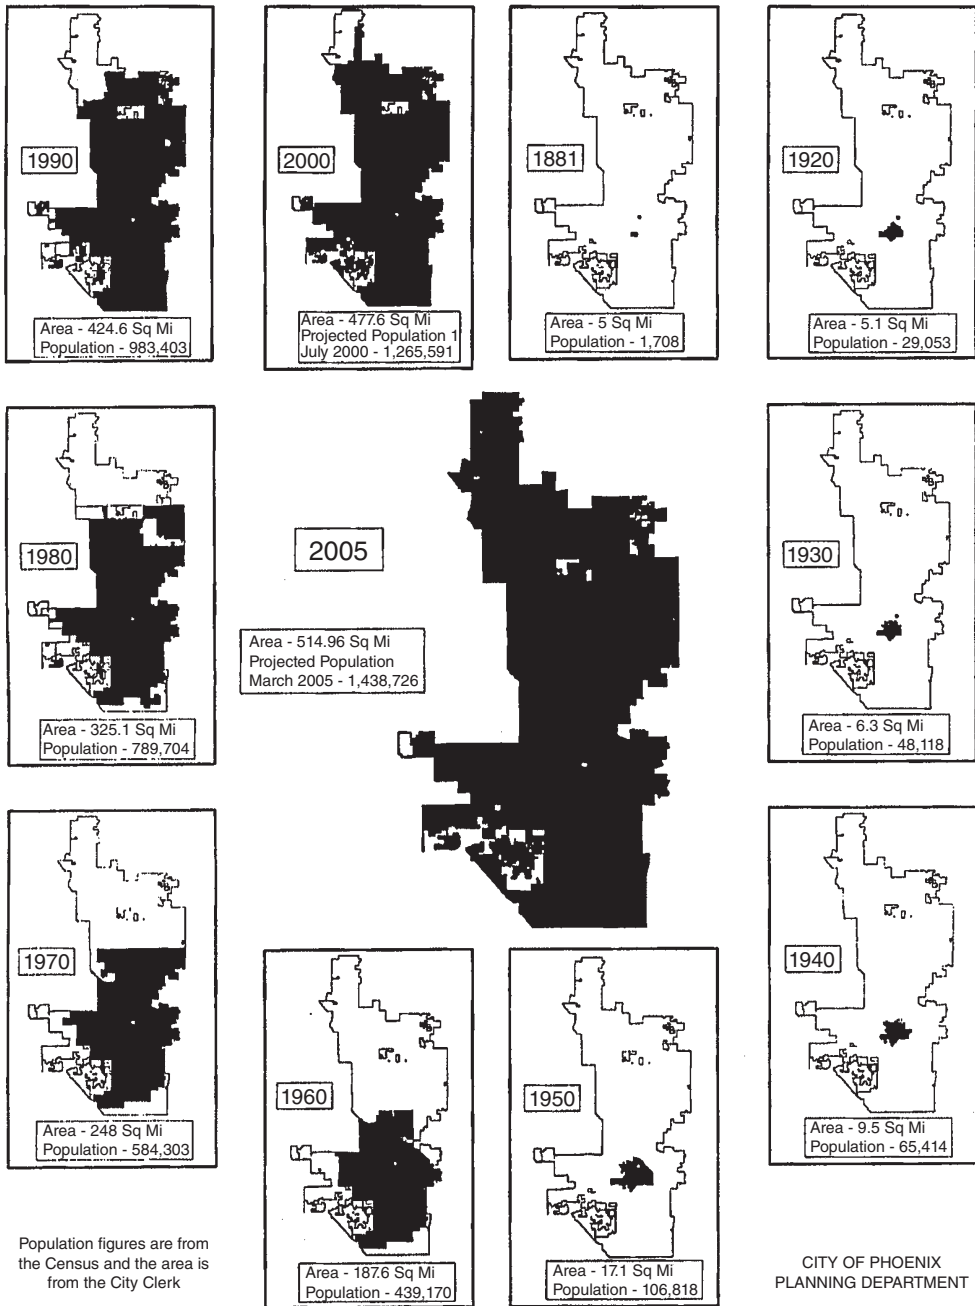 1990
Area - 424.6 Sq Mi
Population - 983,403
2000
Area - 477.6 Sq Mi
Projected Population 1
July 2000 - 1,265,591
1881
Area - 5 Sq Mi
Population - 1,708
1920
Area - 5.1 Sq Mi
Population - 29,053
1980
Area - 325.1 Sq Mi
Population - 789,704
2005
Area - 514.96 Sq Mi
Projected Population
March 2005 - 1,438,726
1930
Area - 6.3 Sq Mi
Population - 48,118
1970
Area - 248 Sq Mi
Population - 584,303
1960
Area - 187.6 Sq Mi
Population - 439,170
1950
Area - 17.1 Sq Mi
Population - 106,818
1940
Area - 9.5 Sq Mi
Population - 65,414
Population figures are from
the Census and the area is
from the City Clerk
CITY OF PHOENIX
PLANNING DEPARTMENT